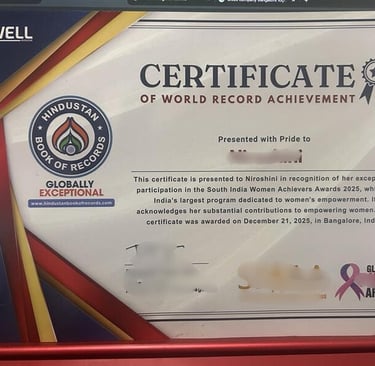 WELL
CERTIFICATE
OF WORLD RECORD ACHIEVEMENT
HINDUSTAN
BOOK OF RECORDS
GLOBALLY
EXCEPTIONAL
www.hindustanbookofrecords.com
Presented with Pride to
This certificate is presented to Niroshini in recognition of her excep
participation in the South India Women Achievers Awards 2025, wh
India's largest program dedicated to women's empowerment. I
acknowledges her substantial contributions to empowering women.
certificate was awarded on December 21, 2025, in Bangalore, Ind